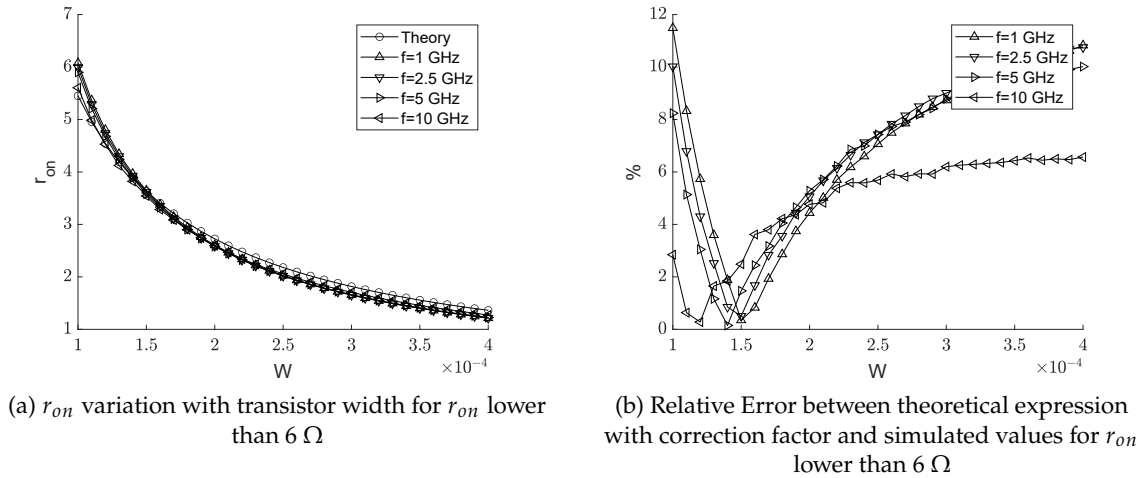 7
6
5
4
3
2
1
r_on
1
1.5
2
2.5
3
3.5
4
×10⁻⁴
W
Theory
f=1 GHz
f=2.5 GHz
f=5 GHz
f=10 GHz
(a) r_on variation with transistor width for r_on lower
than 6 Ω
12
10
8
6
4
2
0
%
1
1.5
2
2.5
3
3.5
4
×10⁻⁴
W
f=1 GHz
f=2.5 GHz
f=5 GHz
f=10 GHz
(b) Relative Error between theoretical expression
with correction factor and simulated values for r_on
lower than 6 Ω